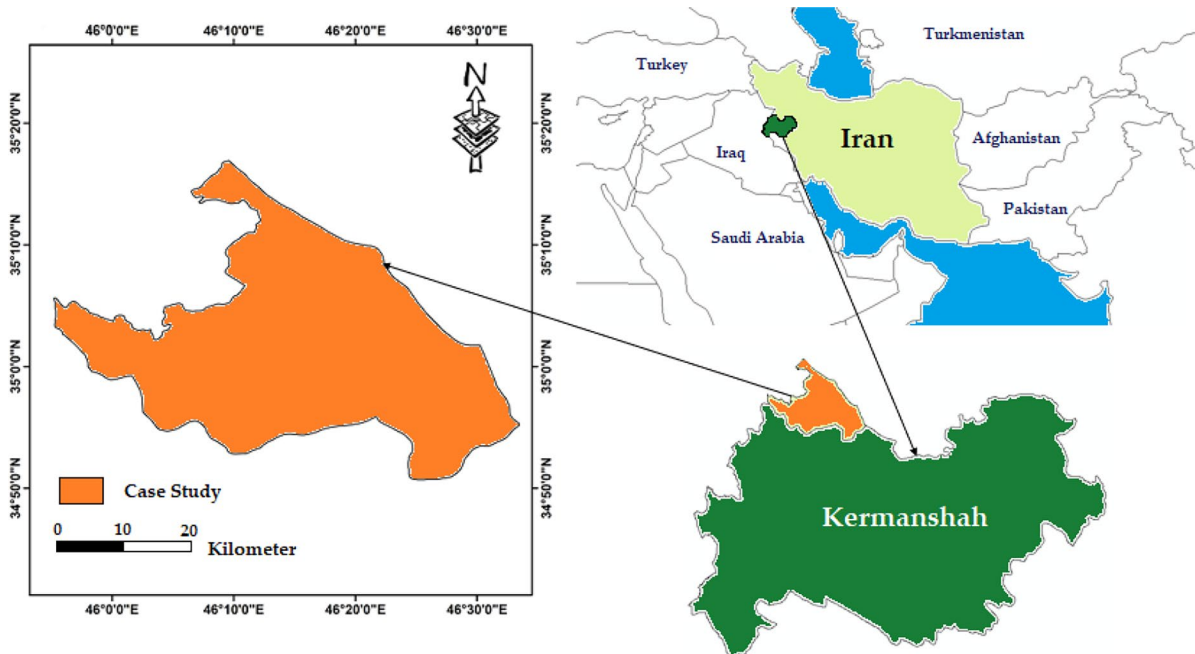 46°0'0"E 46°10'0"E 46°20'0"E 46°30'0"E
N
35°20'0"N
35°10'0"N
35°0'0"N
34°50'0"N
35°20'0"N
35°10'0"N
35°0'0"N
34°50'0"N
Case Study
0 10 20
Kilometer
46°0'0"E 46°10'0"E 46°20'0"E 46°30'0"E
Turkmenistan
Turkey
Iran
Afghanistan
Iraq
Pakistan
Saudi Arabia
Kermanshah